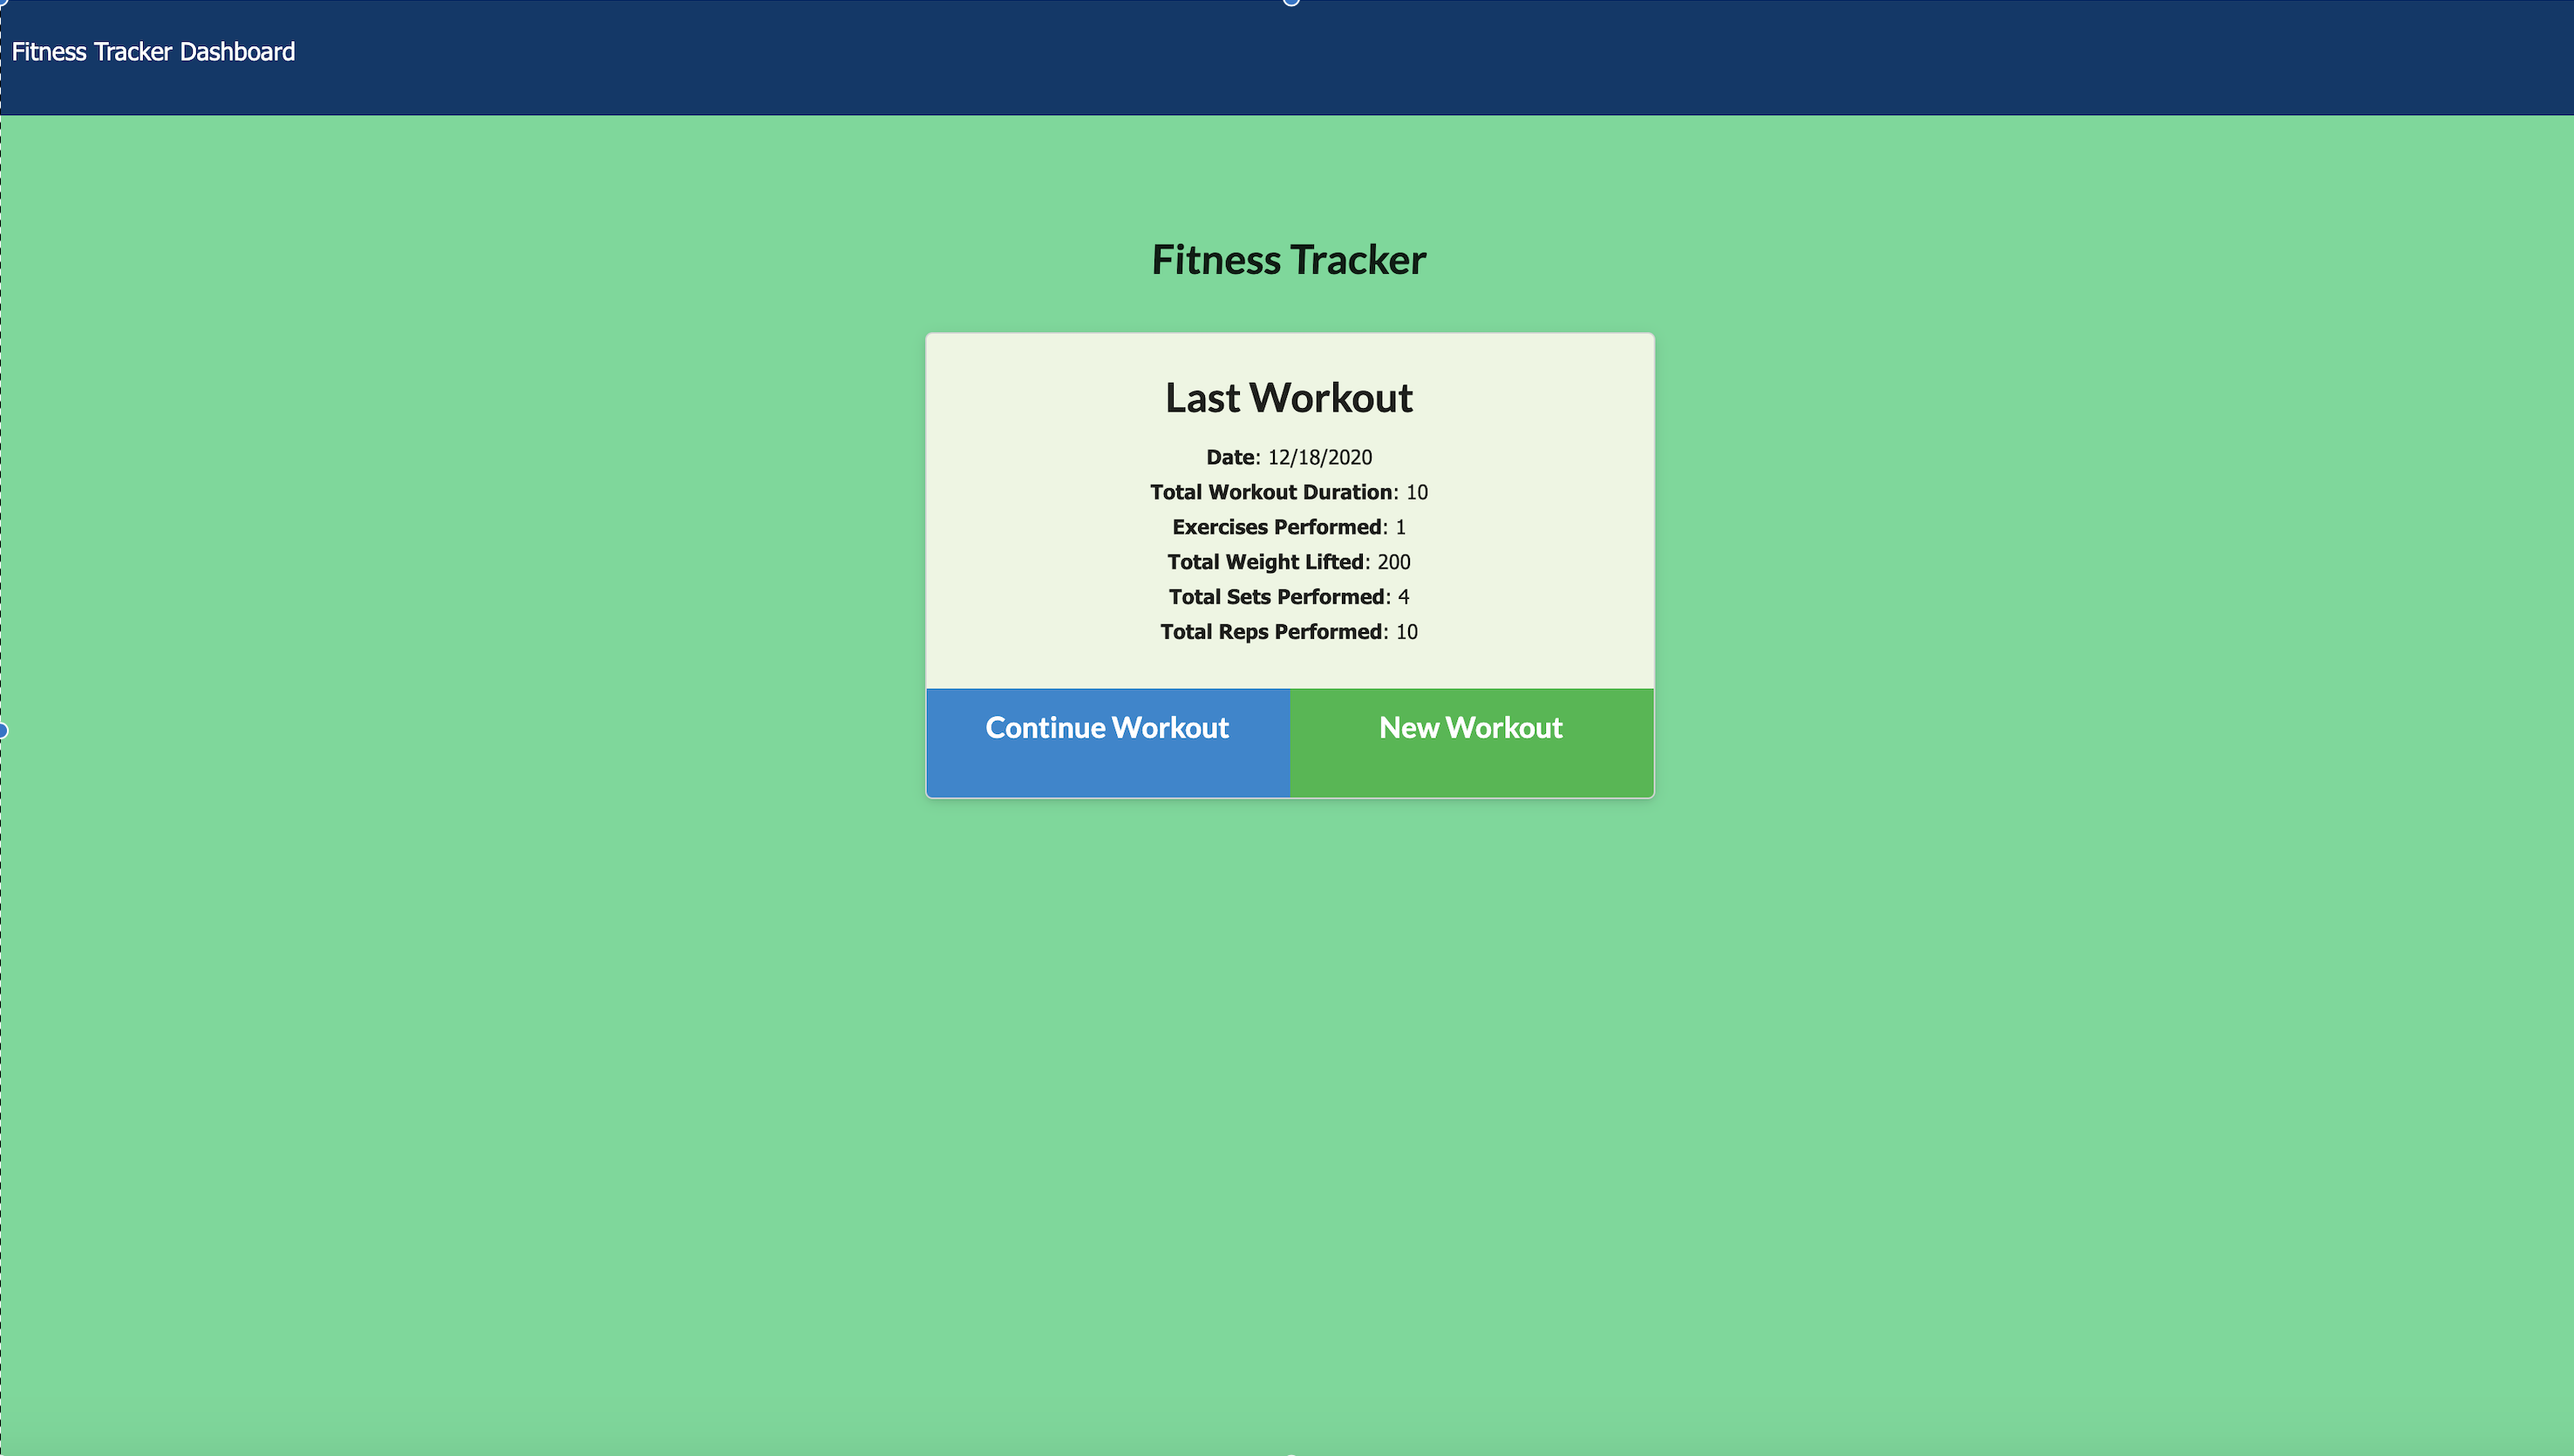 Fitness Tracker Dashboard
Fitness Tracker
Last Workout
Date: 12/18/2020
Total Workout Duration: 10
Exercises Performed: 1
Total Weight Lifted: 200
Total Sets Performed: 4
Total Reps Performed: 10
Continue Workout New Workout